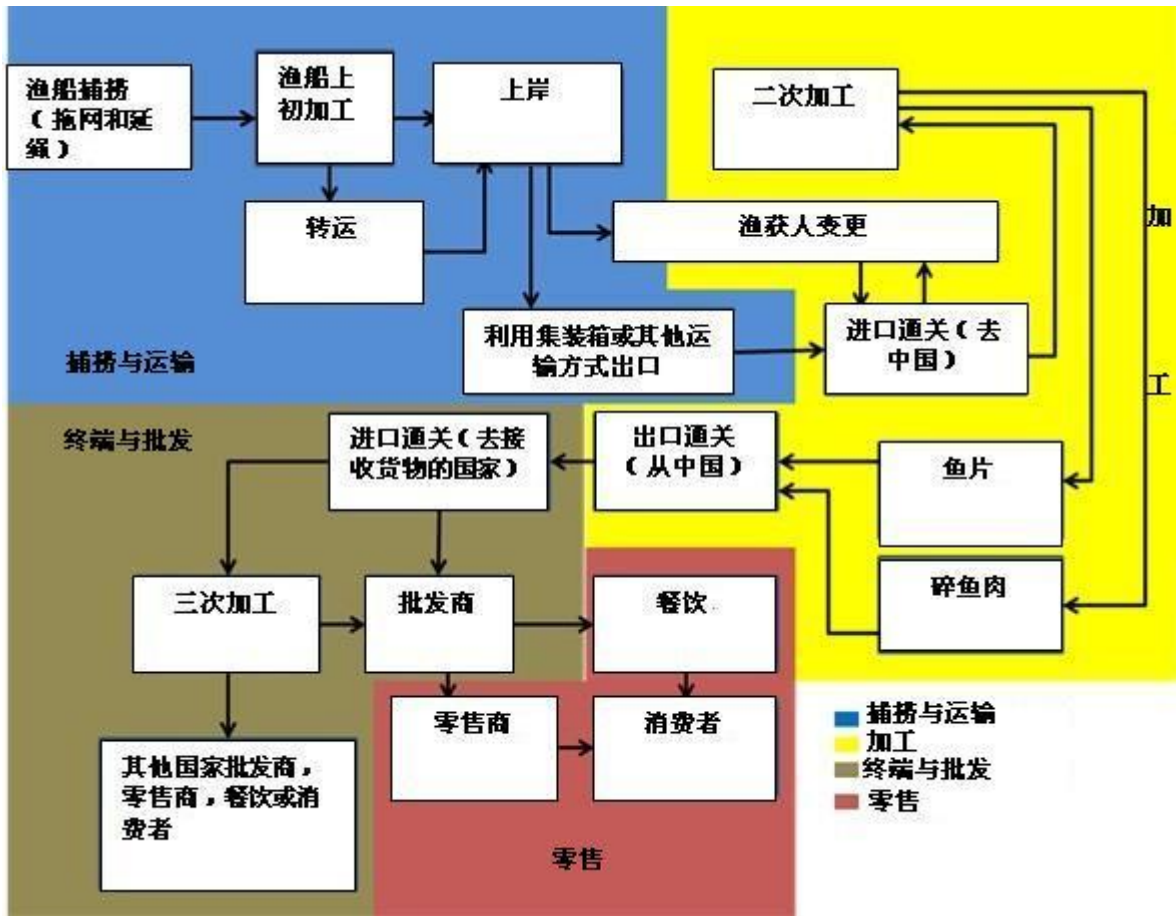 渔船捕捞
（拖网和延
绳）
渔船上
初加工
上岸
二次加工
转运
渔获人变更
加
工
利用集装箱或其他运
输方式出口
进口通关（去
中国）
捕捞与运输
终端与批发
进口通关（去接
收货物的国家）
出口通关
（从中国）
鱼片
碎鱼肉
三次加工
批发商
餐饮
零售商
消费者
其他国家批发商，
零售商，餐饮或消
费者
零售
捕捞与运输
加工
终端与批发
零售